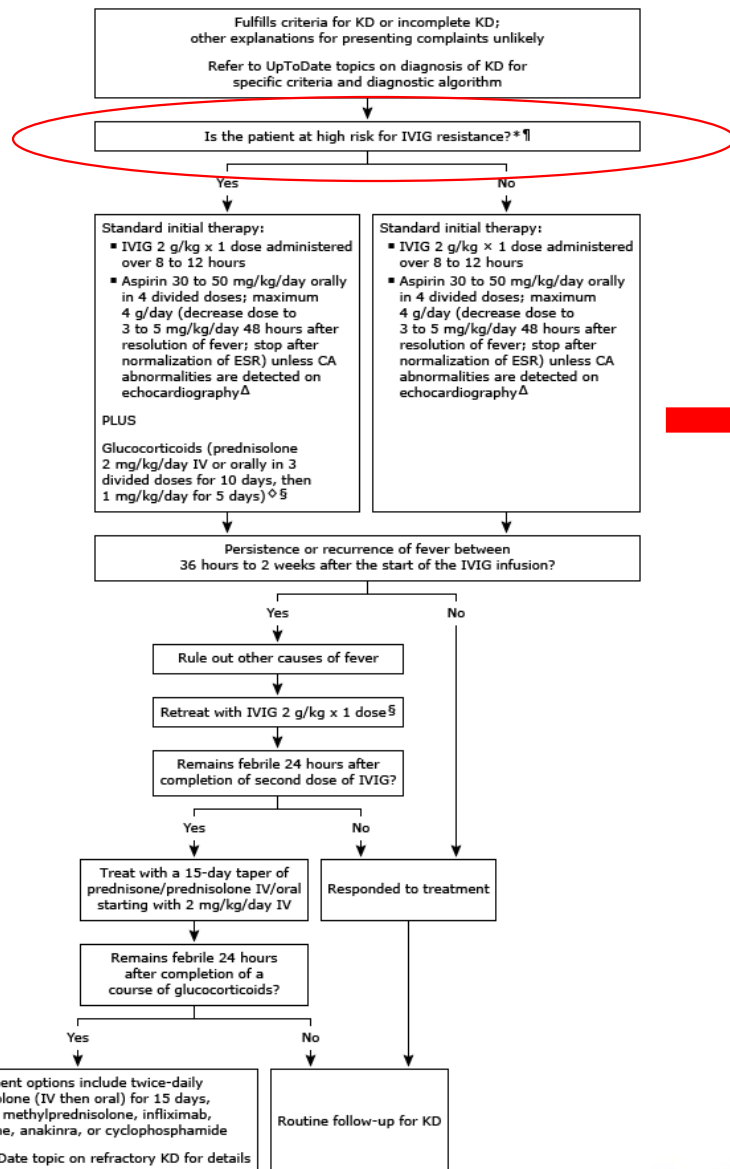 Fulfills criteria for KD or incomplete KD;
other explanations for presenting complaints unlikely
Refer to UpToDate topics on diagnosis of KD for
specific criteria and diagnostic algorithm
Is the patient at high risk for IVIG resistance?*¶
Yes
No
Standard initial therapy:
▪ IVIG 2 g/kg x 1 dose administered
over 8 to 12 hours
▪ Aspirin 30 to 50 mg/kg/day orally
in 4 divided doses; maximum
4 g/day (decrease dose to
3 to 5 mg/kg/day 48 hours after
resolution of fever; stop after
normalization of ESR) unless CA
abnormalities are detected on
echocardiographyΔ
PLUS
Glucocorticoids (prednisolone
2 mg/kg/day IV or orally in 3
divided doses for 10 days, then
1 mg/kg/day for 5 days)◊§
Standard initial therapy:
▪ IVIG 2 g/kg × 1 dose administered
over 8 to 12 hours
▪ Aspirin 30 to 50 mg/kg/day orally
in 4 divided doses; maximum
4 g/day (decrease dose to
3 to 5 mg/kg/day 48 hours after
resolution of fever; stop after
normalization of ESR) unless CA
abnormalities are detected on
echocardiographyΔ
Persistence or recurrence of fever between
36 hours to 2 weeks after the start of the IVIG infusion?
Yes
No
Rule out other causes of fever
Retreat with IVIG 2 g/kg x 1 dose§
Remains febrile 24 hours after
completion of second dose of IVIG?
Yes
No
Treat with a 15-day taper of
prednisone/prednisolone IV/oral
starting with 2 mg/kg/day IV
Responded to treatment
Remains febrile 24 hours
after completion of a
course of glucocorticoids?
Yes
No
options include twice-daily
(IV then oral) for 15 days,
methylprednisolone, infliximab,
anakinra, or cyclophosphamide
topic on refractory KD for details
Routine follow-up for KD